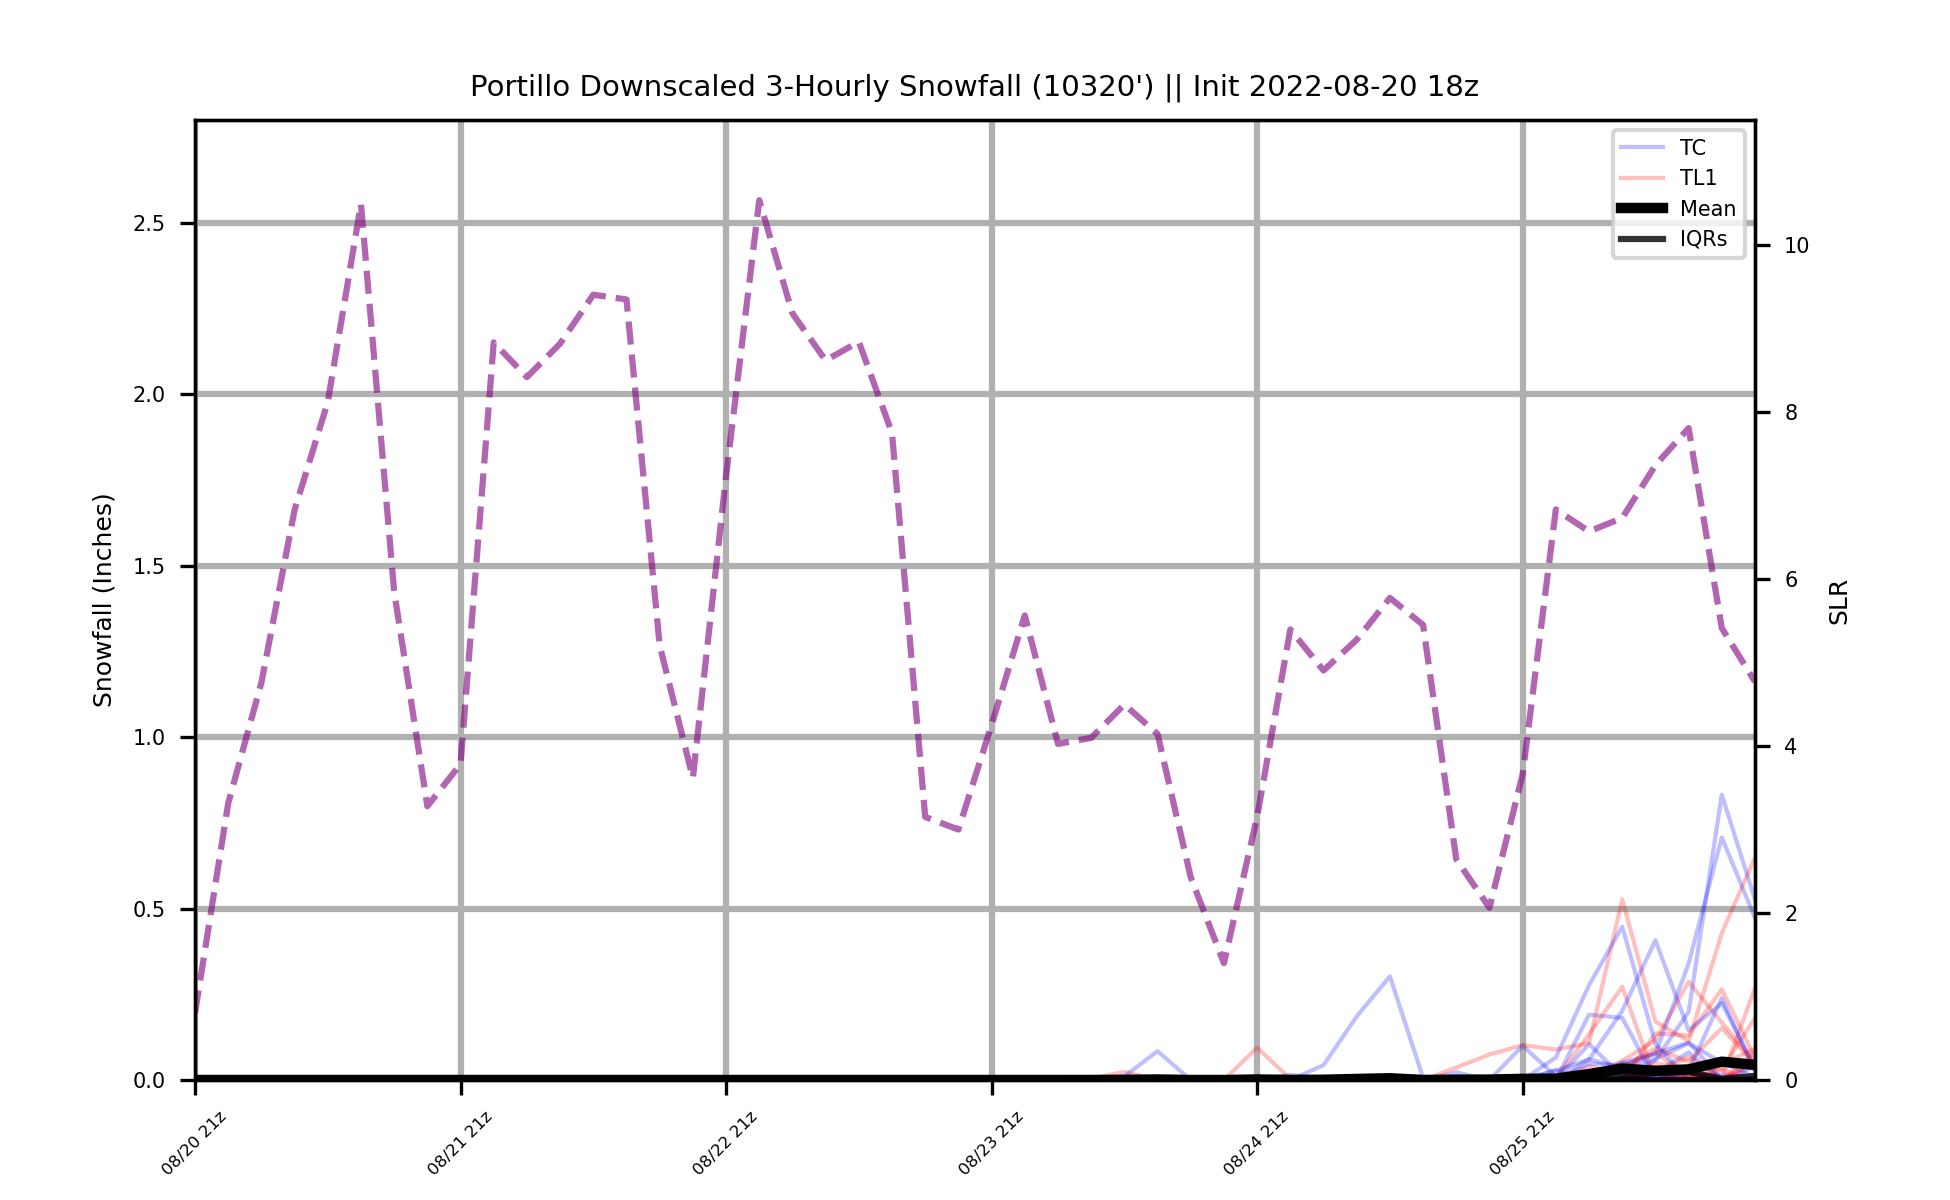 Portillo Downscaled 3-Hourly Snowfall (10320') || Init 2022-08-20 18z
TC
TL1
Mean
IQRs
Snowfall (Inches)
2.5
2.0
1.5
1.0
0.5
0.0
SLR
10
8
6
4
2
0
08/20 21z
08/21 21z
08/22 21z
08/23 21z
08/24 21z
08/25 21z